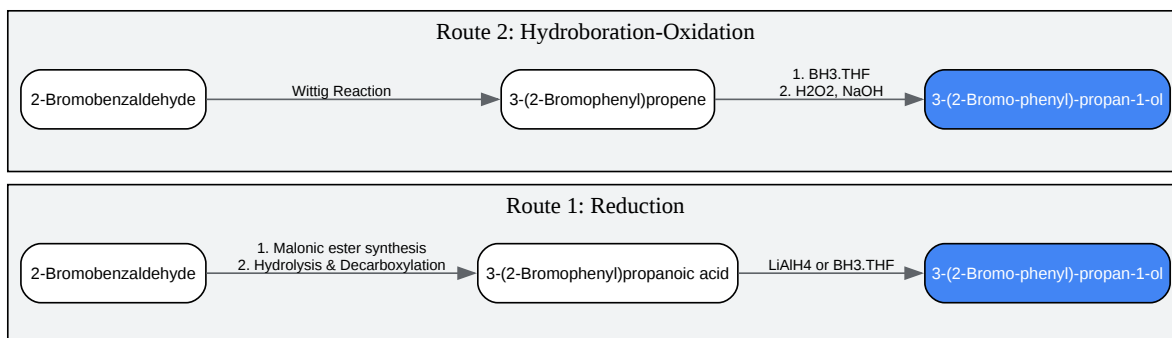 Route 2: Hydroboration-Oxidation
2-Bromobenzaldehyde
Wittig Reaction
3-(2-Bromophenyl)propene
1. BH3.THF
2. H2O2, NaOH
3-(2-Bromo-phenyl)-propan-1-ol
Route 1: Reduction
2-Bromobenzaldehyde
1. Malonic ester synthesis
2. Hydrolysis & Decarboxylation
3-(2-Bromophenyl)propanoic acid
LiAlH4 or BH3.THF
3-(2-Bromo-phenyl)-propan-1-ol